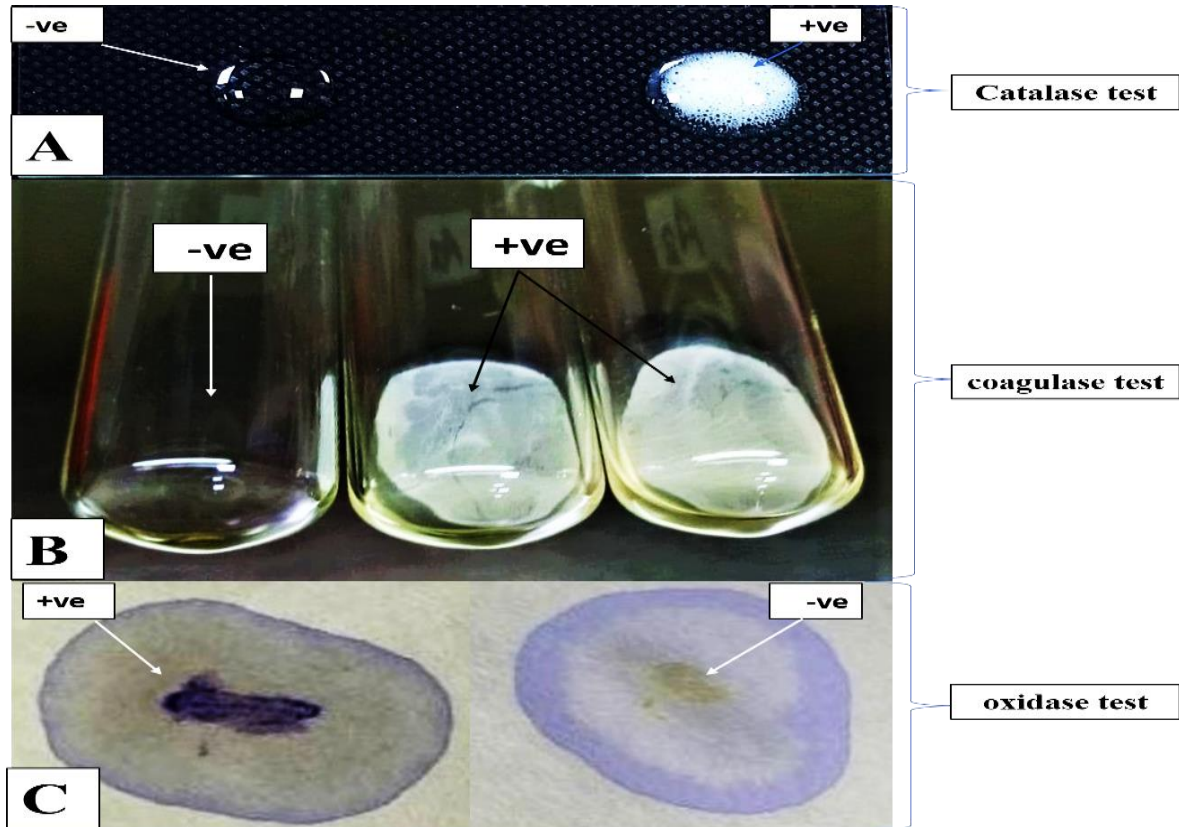 -ve
+ve
Catalase test
A
-ve
+ve
coagulase test
B
+ve
-ve
oxidase test
C